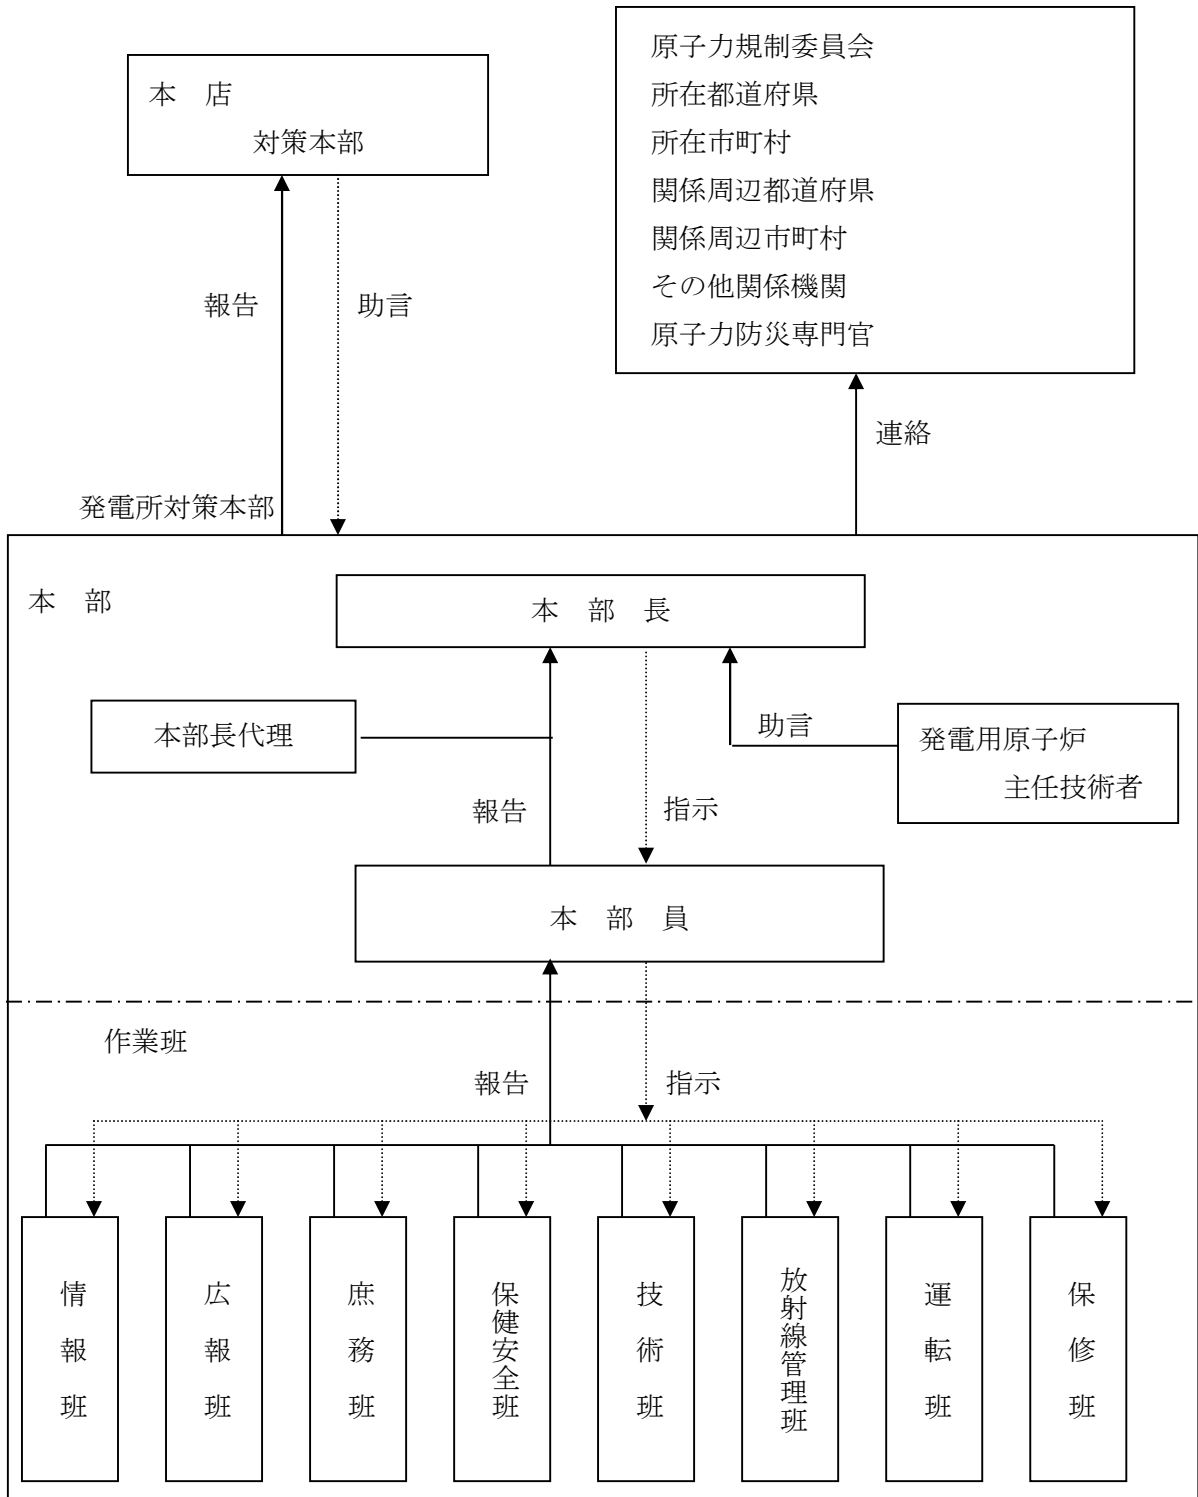 本　店
対策本部
原子力規制委員会
所在都道府県
所在市町村
関係周辺都道府県
関係周辺市町村
その他関係機関
原子力防災専門官
報告
助言
連絡
発電所対策本部
本　部
本　部　長
本部長代理
助言
発電用原子炉
主任技術者
報告
指示
本　部　員
作業班
報告
指示
情報班
広報班
庶務班
保健安全班
技術班
放射線管理班
運転班
保修班